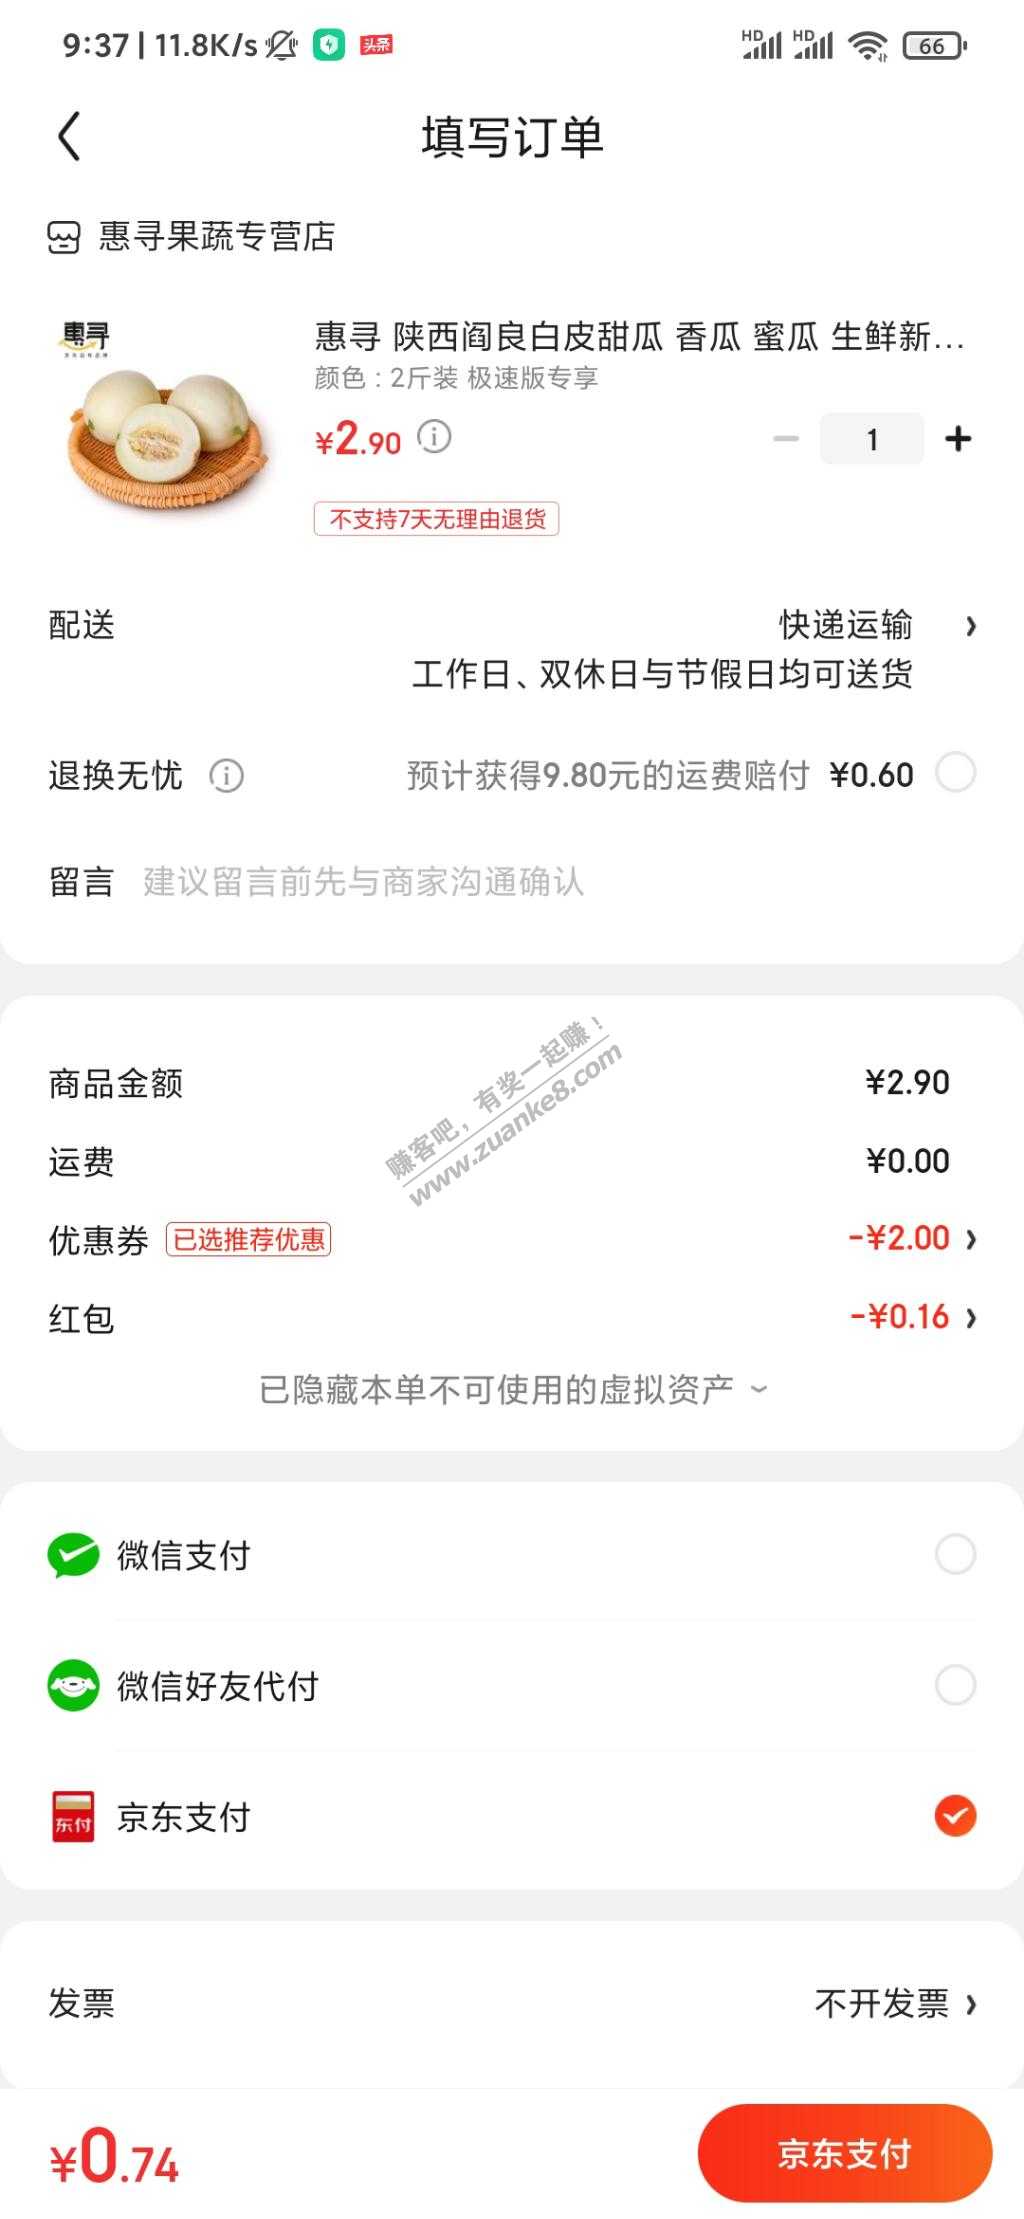 9:37 | 11.8K/s 头条 HD HD 66
填写订单
惠寻果蔬专营店
惠寻
惠寻 陕西阎良白皮甜瓜 香瓜 蜜瓜 生鲜新...
颜色:2斤装 极速版专享
¥2.90 1
不支持7天无理由退货
配送 快递运输
工作日、双休日与节假日均可送货
退换无忧 预计获得9.80元的运费赔付 ¥0.60
留言 建议留言前先与商家沟通确认
赚客吧，有奖一起赚！
www.zuanke8.com
商品金额 ¥2.90
运费 ¥0.00
优惠券 已选推荐优惠 -¥2.00
红包 -¥0.16
已隐藏本单不可使用的虚拟资产
微信支付
微信好友代付
东付 京东支付
发票 不开发票
¥0.74 京东支付